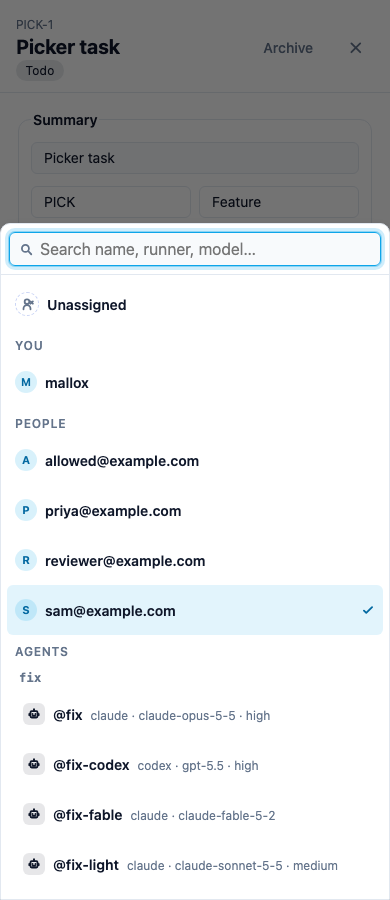 PICK-1
Picker task
Archive
Todo
Summary
Picker task
PICK
Feature
Search name, runner, model...
Unassigned
YOU
M mallox
PEOPLE
A allowed@example.com
P priya@example.com
R reviewer@example.com
S sam@example.com
AGENTS
fix
@fix claude · claude-opus-5-5 · high
@fix-codex codex · gpt-5.5 · high
@fix-fable claude · claude-fable-5-2
@fix-light claude · claude-sonnet-5-5 · medium